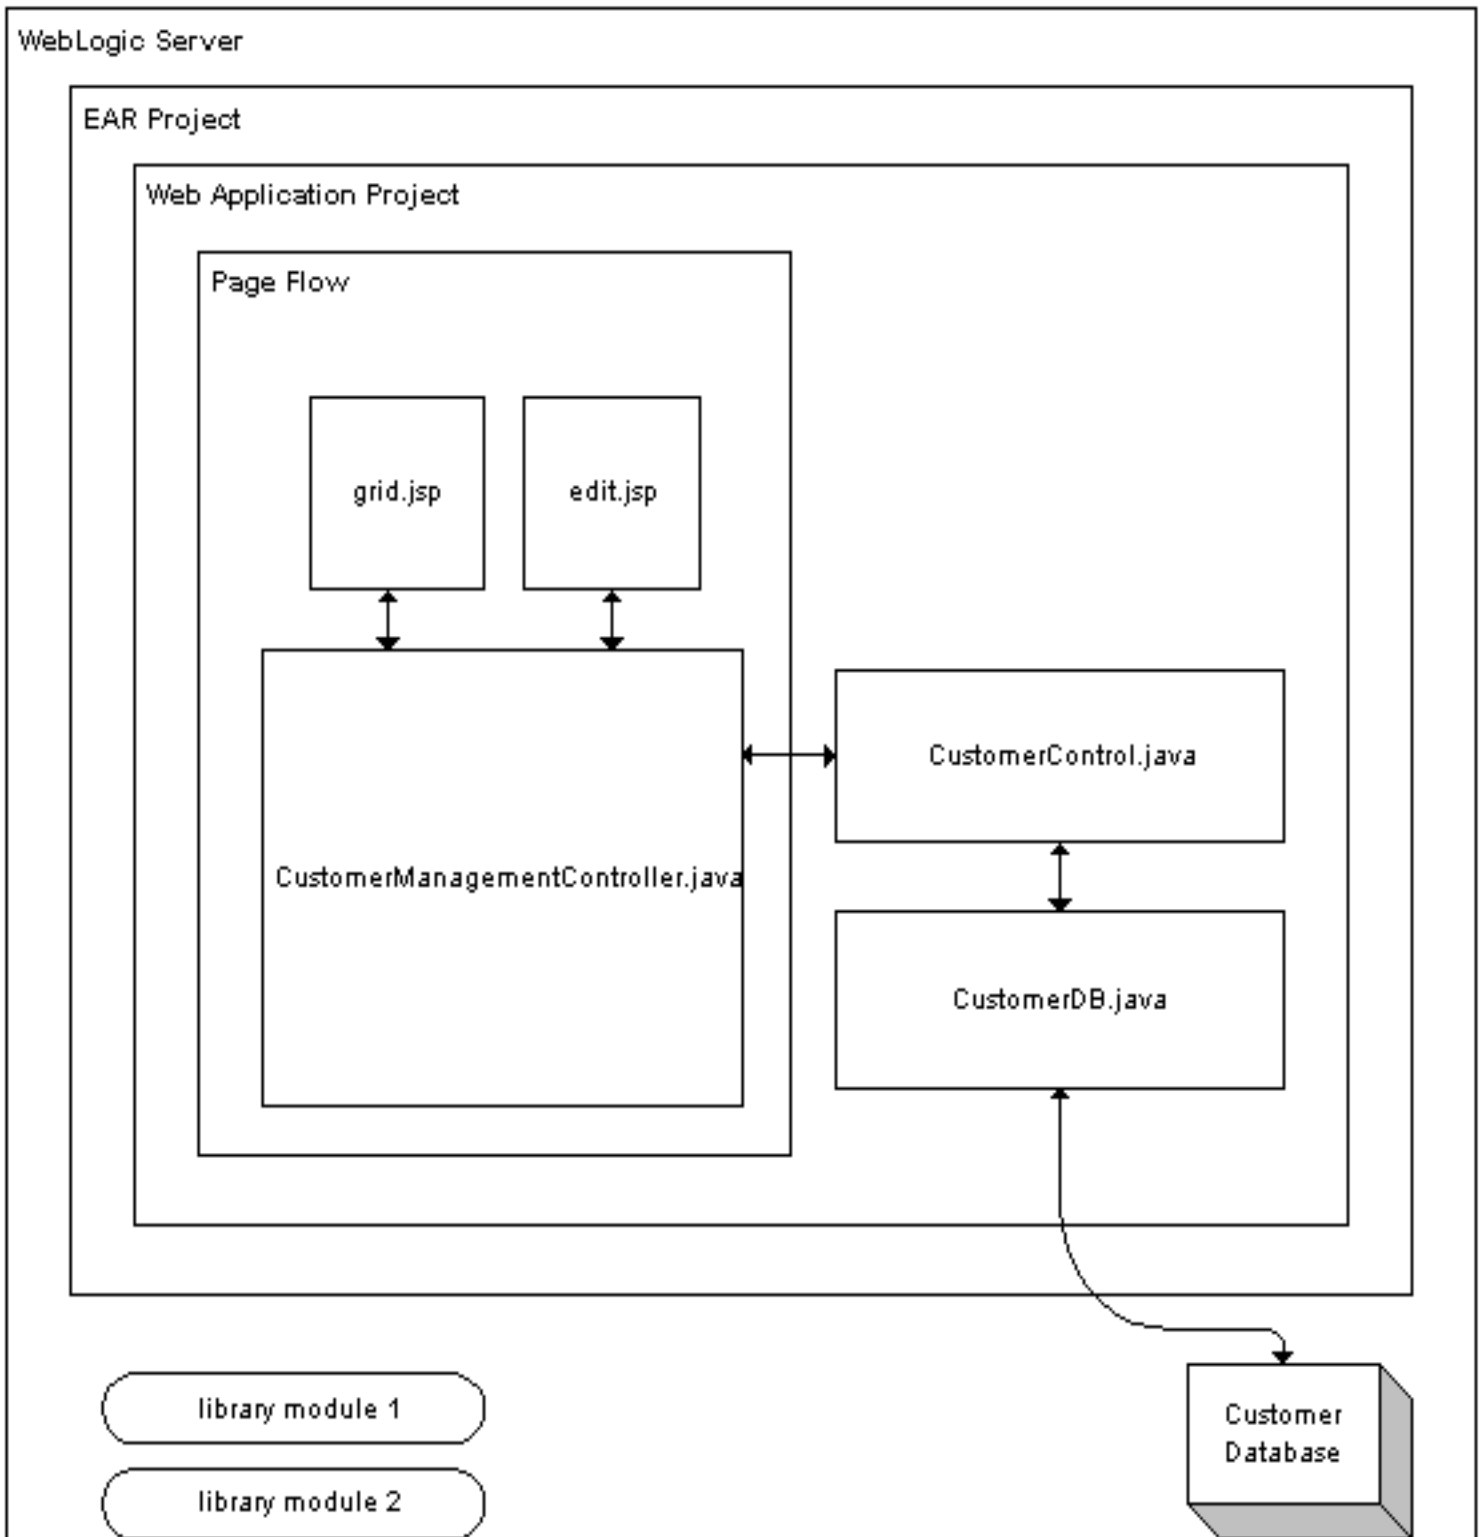 WebLogic Server
EAR Project
Web Application Project
Page Flow
grid.jsp
edit.jsp
CustomerControl.java
CustomerManagementController.java
CustomerDB.java
library module 1
Customer
Database
library module 2